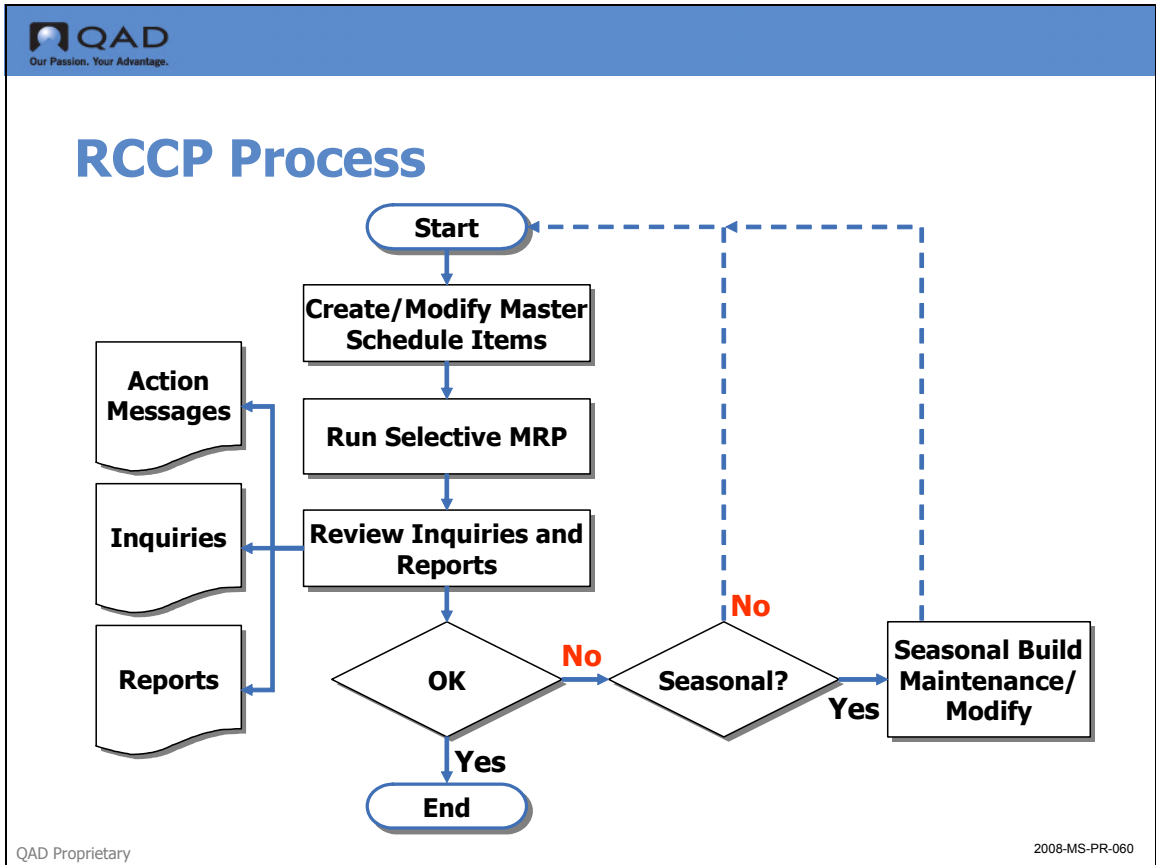 QAD
Our Passion. Your Advantage.
RCCP Process
Start
Create/Modify Master
Schedule Items
Action
Messages
Run Selective MRP
Inquiries
Review Inquiries and
Reports
No
Reports
OK
No
Seasonal?
Yes
Seasonal Build
Maintenance/
Modify
Yes
End
QAD Proprietary
2008-MS-PR-060